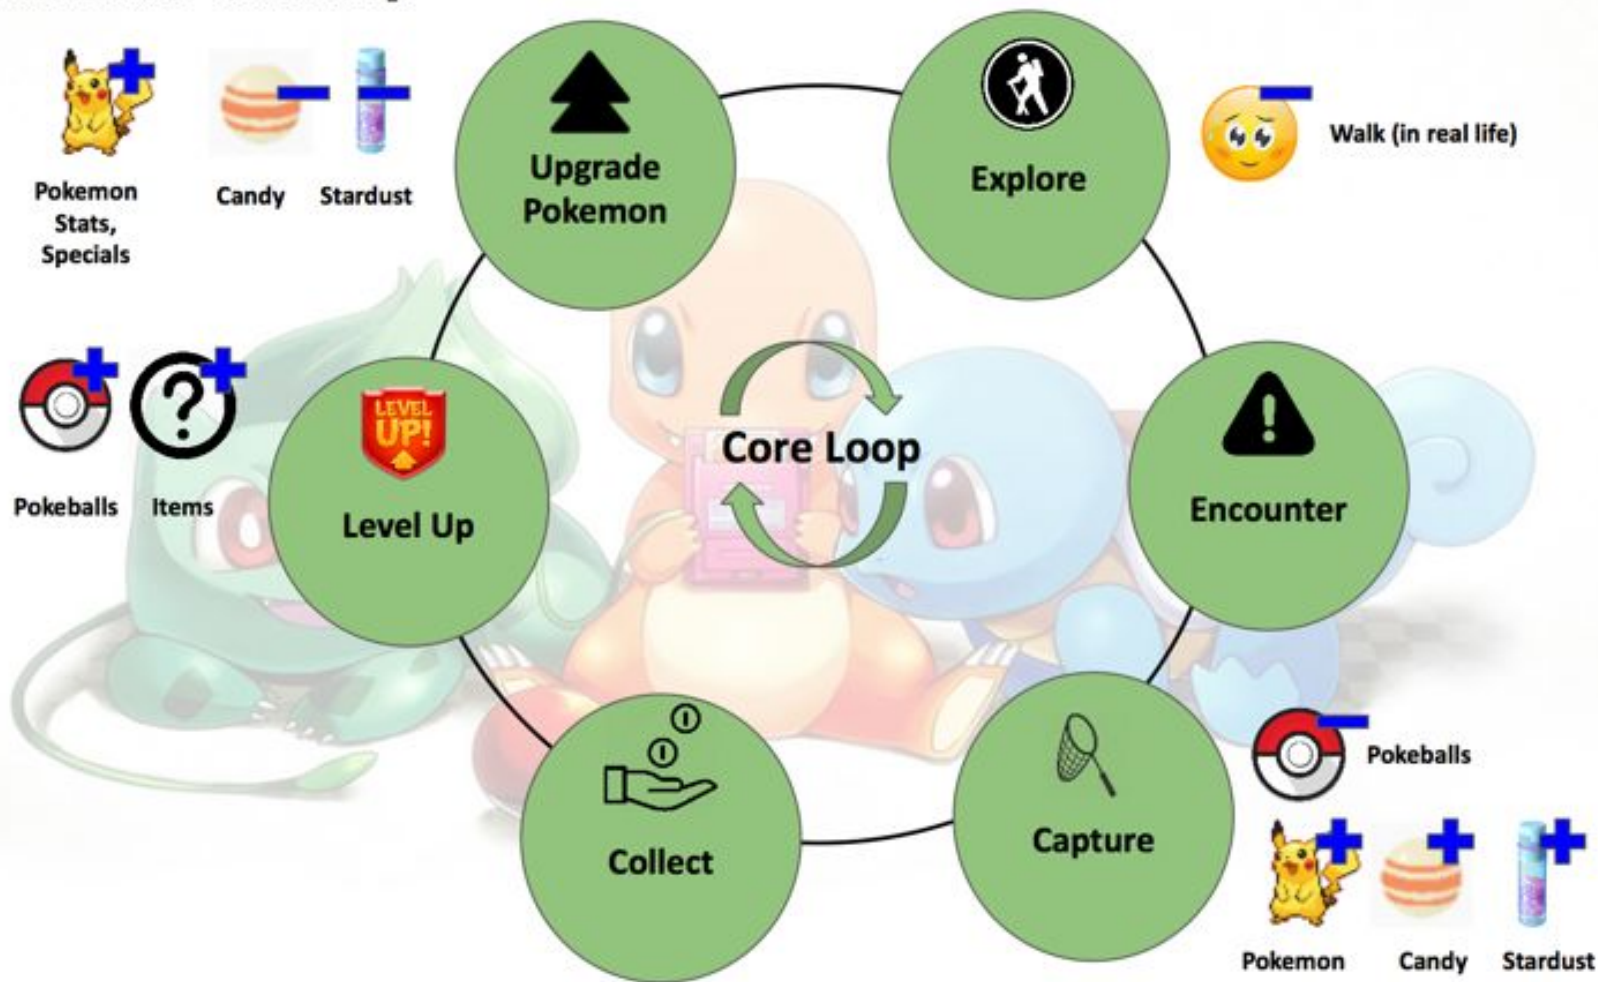 Pokemon
Stats,
Specials
Candy
Stardust
Upgrade
Pokemon
Explore
Walk (in real life)
Pokeballs
Items
LEVEL
UP!
Level Up
Core Loop
Encounter
Collect
Capture
Pokeballs
Pokemon
Candy
Stardust